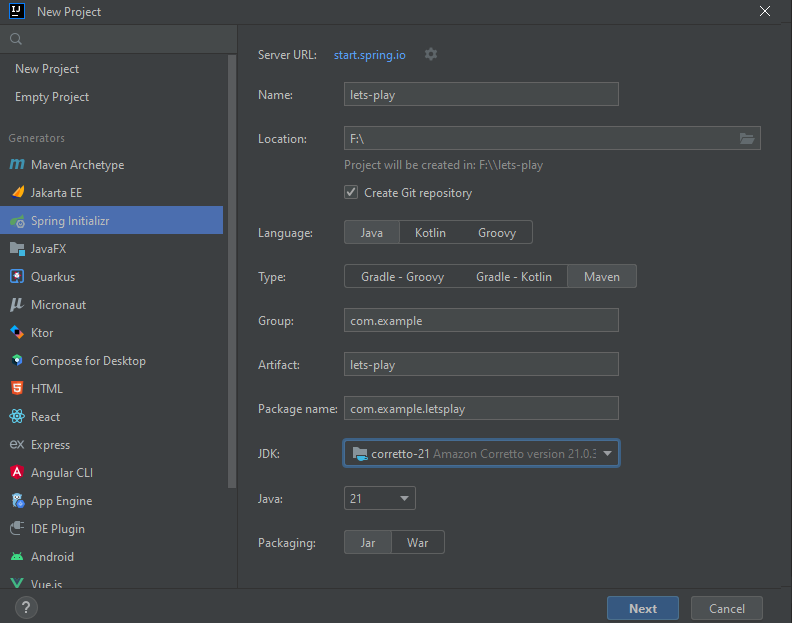 New Project
New Project
Empty Project
Generators
Maven Archetype
Jakarta EE
Spring Initializr
JavaFX
Quarkus
Micronaut
Ktor
Compose for Desktop
HTML
React
Express
Angular CLI
App Engine
IDE Plugin
Android
Vue.js
Server URL: start.spring.io
Name: lets-play
Location: F:\
Project will be created in: F:\\lets-play
Create Git repository
Language: Java Kotlin Groovy
Type: Gradle - Groovy Gradle - Kotlin Maven
Group: com.example
Artifact: lets-play
Package name: com.example.letsplay
JDK: corretto-21 Amazon Corretto version 21.0.3
Java: 21
Packaging: Jar War
? Next Cancel